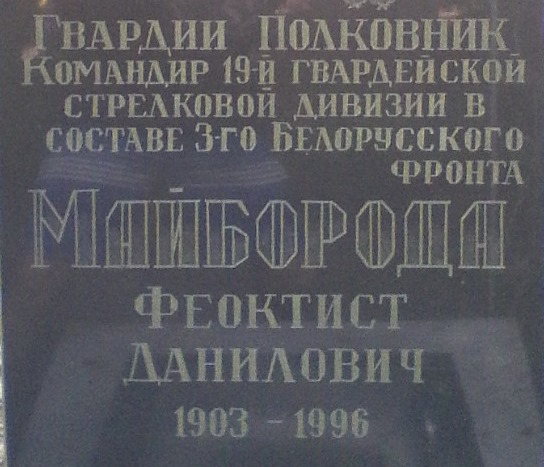 Гвардии Полковник
Командир 19-й гвардейской
стрелковой дивизии в
составе 3-го Белорусского
фронта
Майборода
Феоктист
Данилович
1903 - 1996